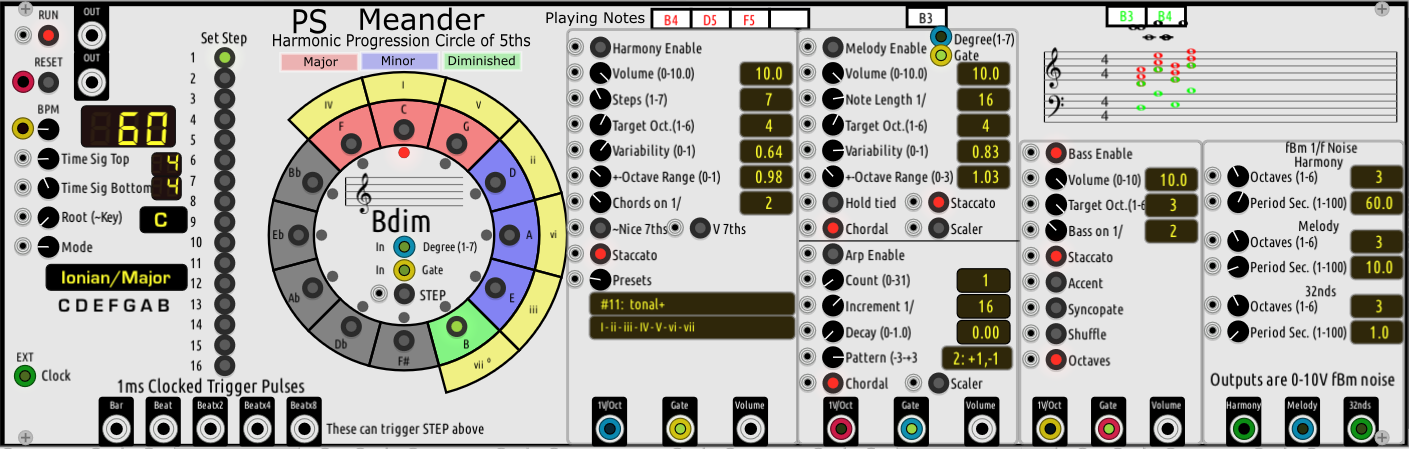 RUN
OUT
RESET
OUT
BPM
60
Time Sig Top 4
Time Sig Bottom 4
Root (~Key) C
Mode
Ionian/Major
C D E F G A B
EXT
Clock
Set Step
1
2
3
4
5
6
7
8
9
10
11
12
13
14
15
16
1ms Clocked Trigger Pulses
Bar Beat Beatx2 Beatx4 Beatx8
These can trigger STEP above
PS Meander
Harmonic Progression Circle of 5ths
Major Minor Diminished
IV I V ii vi iii vii °
F C G D A E B F# Db Ab Eb Bb
Bdim
In Degree (1-7)
In Gate
STEP
Playing Notes B4 D5 F5
Harmony Enable
Volume (0-10.0) 10.0
Steps (1-7) 7
Target Oct.(1-6) 4
Variability (0-1) 0.64
+-Octave Range (0-1) 0.98
Chords on 1/ 2
~Nice 7ths V 7ths
Staccato
Presets
#11: tonal+
I - ii - iii - IV - V - vi - vii
1V/Oct Gate Volume
B3
Melody Enable
Degree(1-7)
Gate
Volume (0-10.0) 10.0
Note Length 1/ 16
Target Oct.(1-6) 4
Variability (0-1) 0.83
+-Octave Range (0-3) 1.03
Hold tied Staccato
Chordal Scaler
Arp Enable
Count (0-31) 1
Increment 1/ 16
Decay (0-1.0) 0.00
Pattern (-3-+3 2: +1,-1
Chordal Scaler
1V/Oct Gate Volume
B3 B4
4
4
4
4
Bass Enable
Volume (0-10) 10.0
Target Oct.(1-6 3
Bass on 1/ 2
Staccato
Accent
Syncopate
Shuffle
Octaves
1V/Oct Gate Volume
fBm 1/f Noise
Harmony
Octaves (1-6) 3
Period Sec. (1-100) 60.0
Melody
Octaves (1-6) 3
Period Sec. (1-100) 10.0
32nds
Octaves (1-6) 3
Period Sec. (1-100) 1.0
Outputs are 0-10V fBm noise
Harmony Melody 32nds